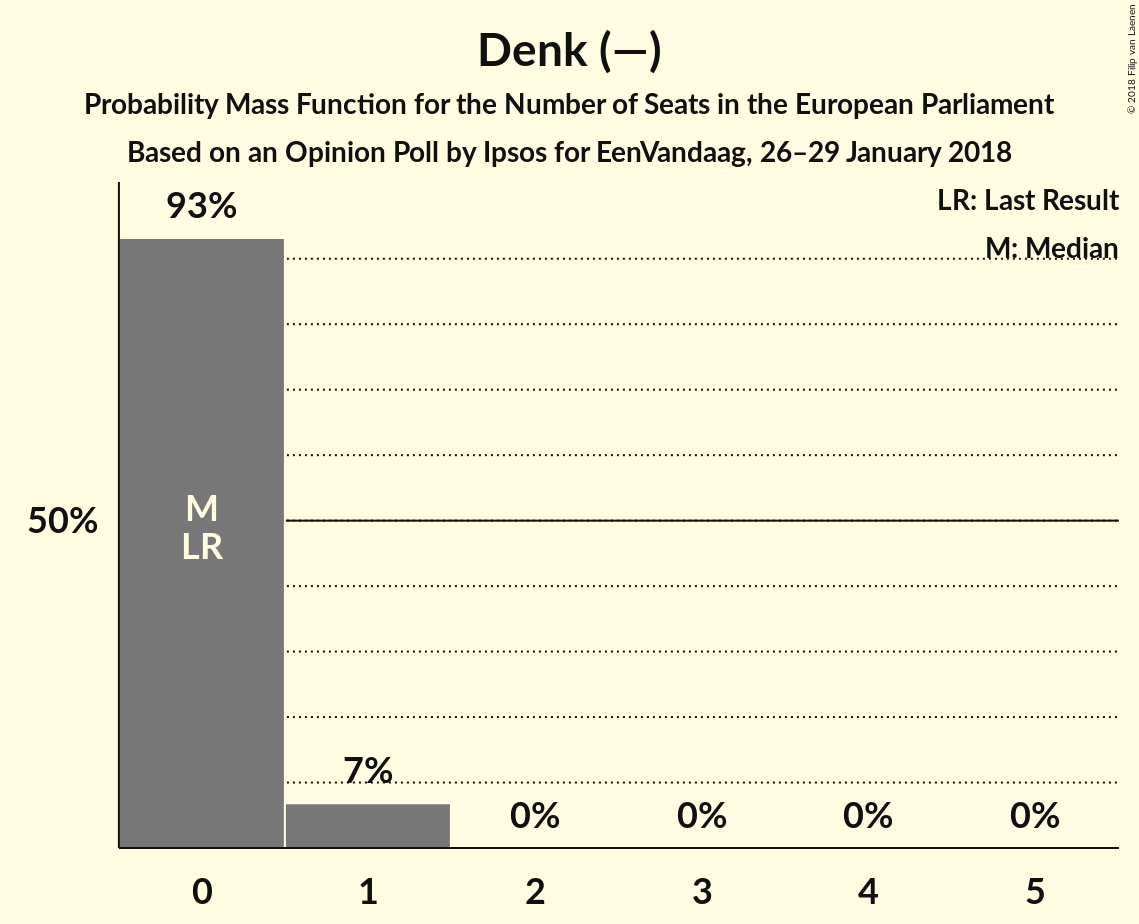 Denk (—)
Probability Mass Function for the Number of Seats in the European Parliament
Based on an Opinion Poll by Ipsos for EenVandaag, 26–29 January 2018
© 2018 Filip van Laenen
LR: Last Result
M: Median
93%
50%
M
LR
7%
0%
0%
0%
0%
0
1
2
3
4
5